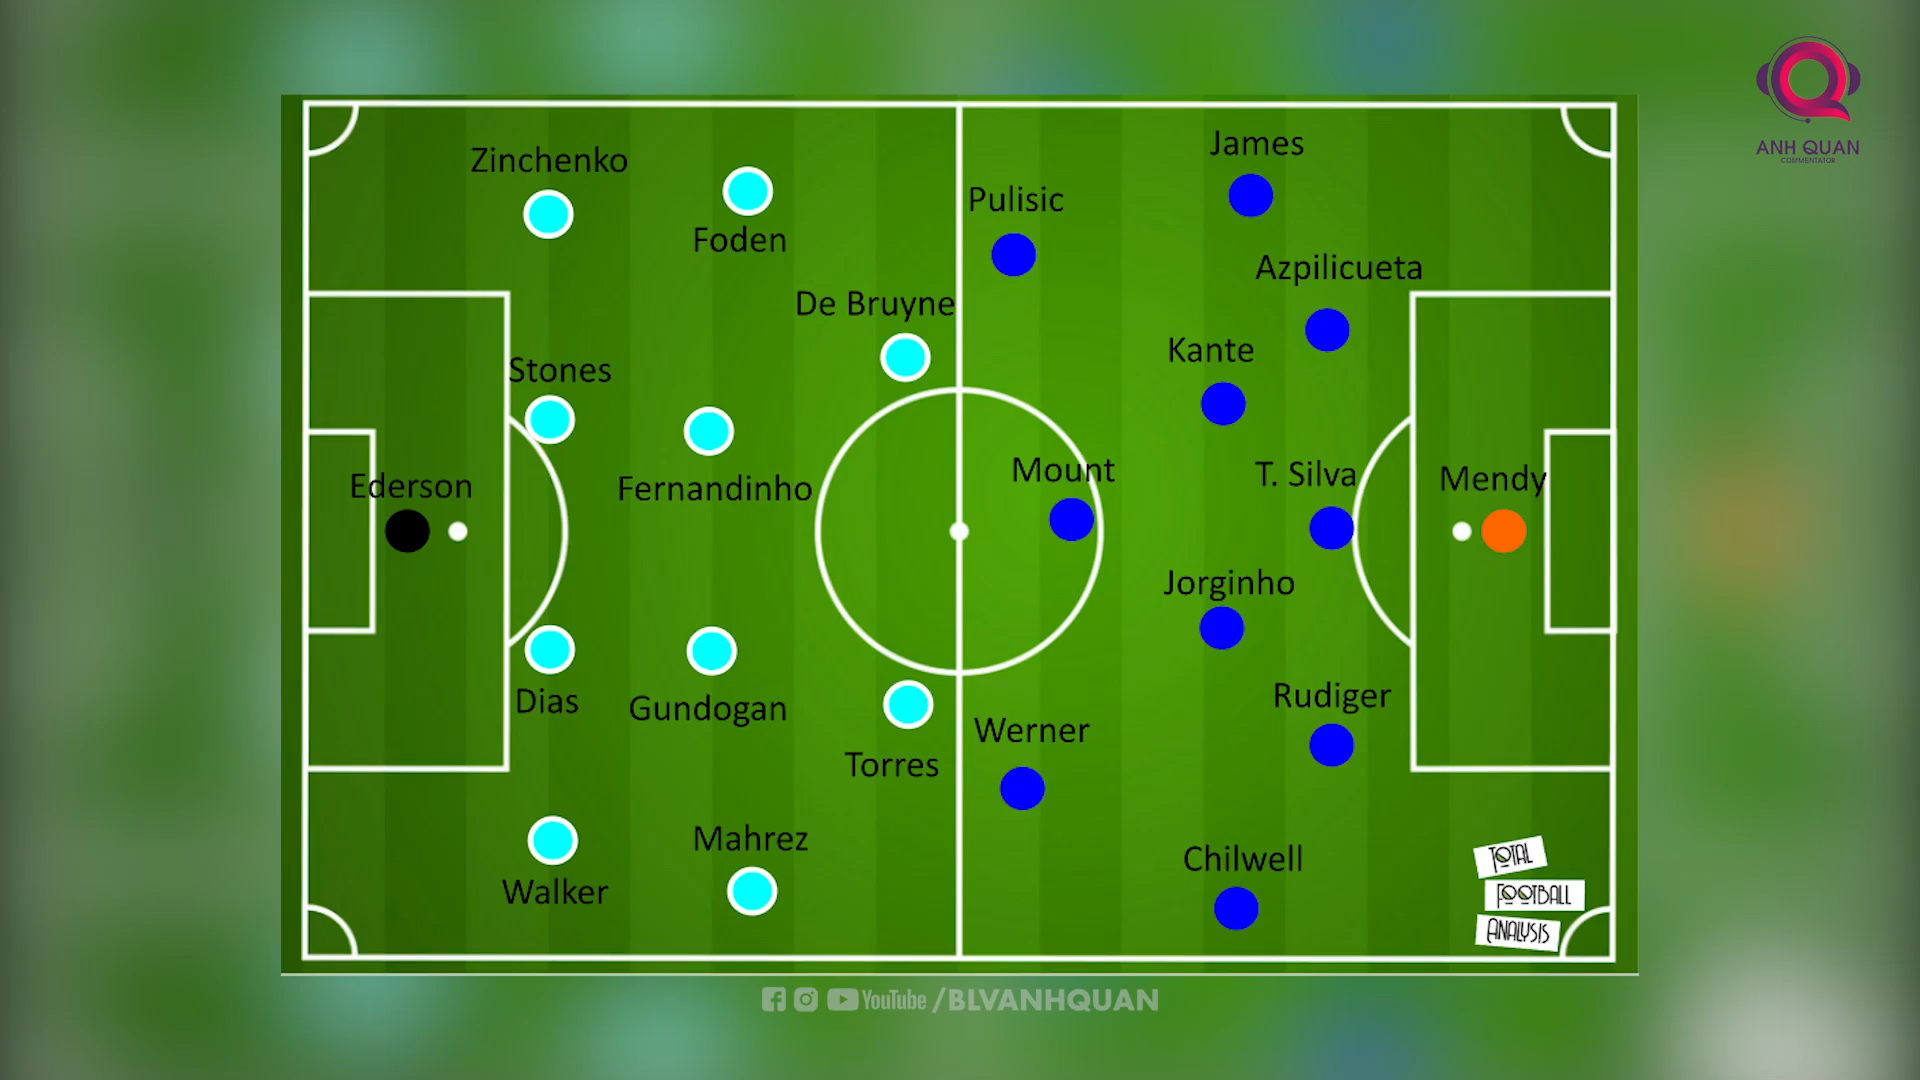 ANH QUAN
COMMENTATOR
James
Zinchenko
Pulisic
Foden
Azpilicueta
De Bruyne
Kante
Stones
Mount
T. Silva
Mendy
Ederson
Fernandinho
Jorginho
Rudiger
Dias
Gundogan
Werner
Torres
Mahrez
Chilwell
Walker
TOTAL
FOOTBALL
ANALYSIS
YouTube /BLVANHQUAN